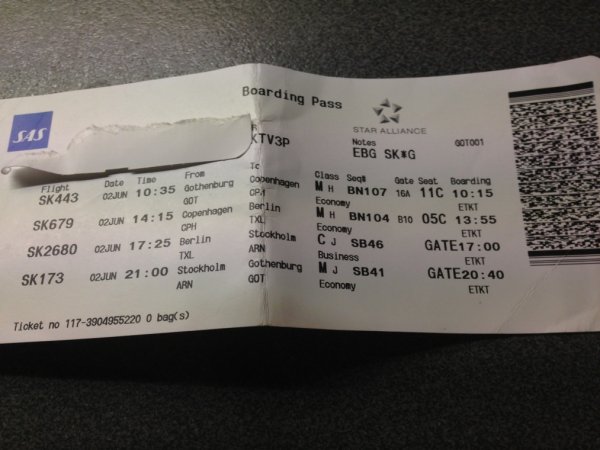 Boarding Pass
SAS
STAR ALLIANCE
KTV3P
Notes GOT001
EBG SK*G
Flight Date Time From To Class Seq# Gate Seat Boarding
SK443 02JUN 10:35 Gothenburg Copenhagen M H BN107 16A 11C 10:15
GOT CPH Economy ETKT
SK679 02JUN 14:15 Copenhagen Berlin M H BN104 B10 05C 13:55
CPH TXL Economy ETKT
SK2680 02JUN 17:25 Berlin Stockholm C J SB46 GATE 17:00
TXL ARN Business ETKT
SK173 02JUN 21:00 Stockholm Gothenburg M J SB41 GATE 20:40
ARN GOT Economy ETKT
Ticket no 117-3904955220 0 bag(s)